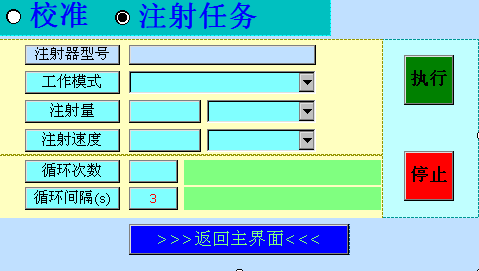 校准 注射任务
注射器型号
工作模式
执行
注射量
注射速度
循环次数
停止
循环间隔(s) 3
>>>返回主界面<<<